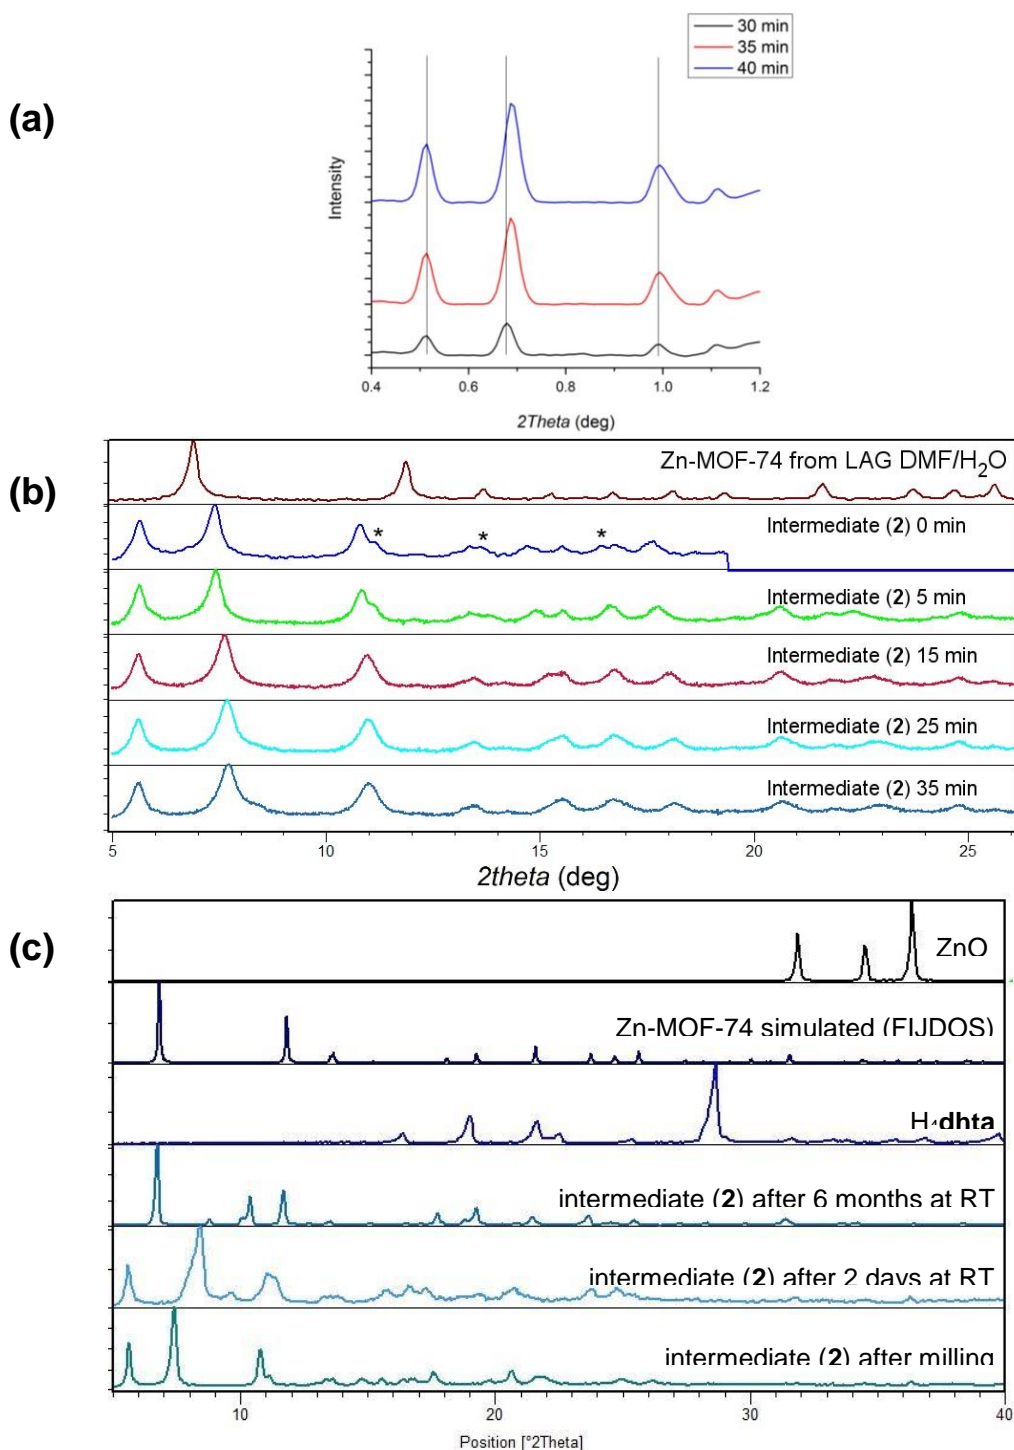 (a)
30 min
35 min
40 min
Intensity
0.4 0.6 0.8 1.0 1.2
2Theta (deg)
(b)
Zn-MOF-74 from LAG DMF/H₂O
Intermediate (2) 0 min
* * *
Intermediate (2) 5 min
Intermediate (2) 15 min
Intermediate (2) 25 min
Intermediate (2) 35 min
5 10 15 20 25
2theta (deg)
(c)
ZnO
Zn-MOF-74 simulated (FIJDOS)
H₄dhta
intermediate (2) after 6 months at RT
intermediate (2) after 2 days at RT
intermediate (2) after milling
10 20 30 40
Position [°2Theta]